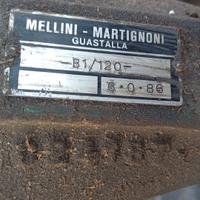 MELLINI - MARTIGNONI
GUASTALLA
-B1/120-
6·0·86